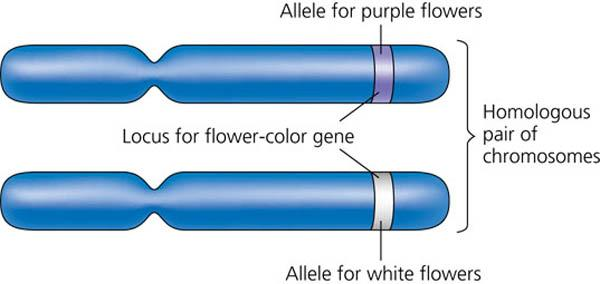 Allele for purple flowers
Locus for flower-color gene
Homologous
pair of
chromosomes
Allele for white flowers